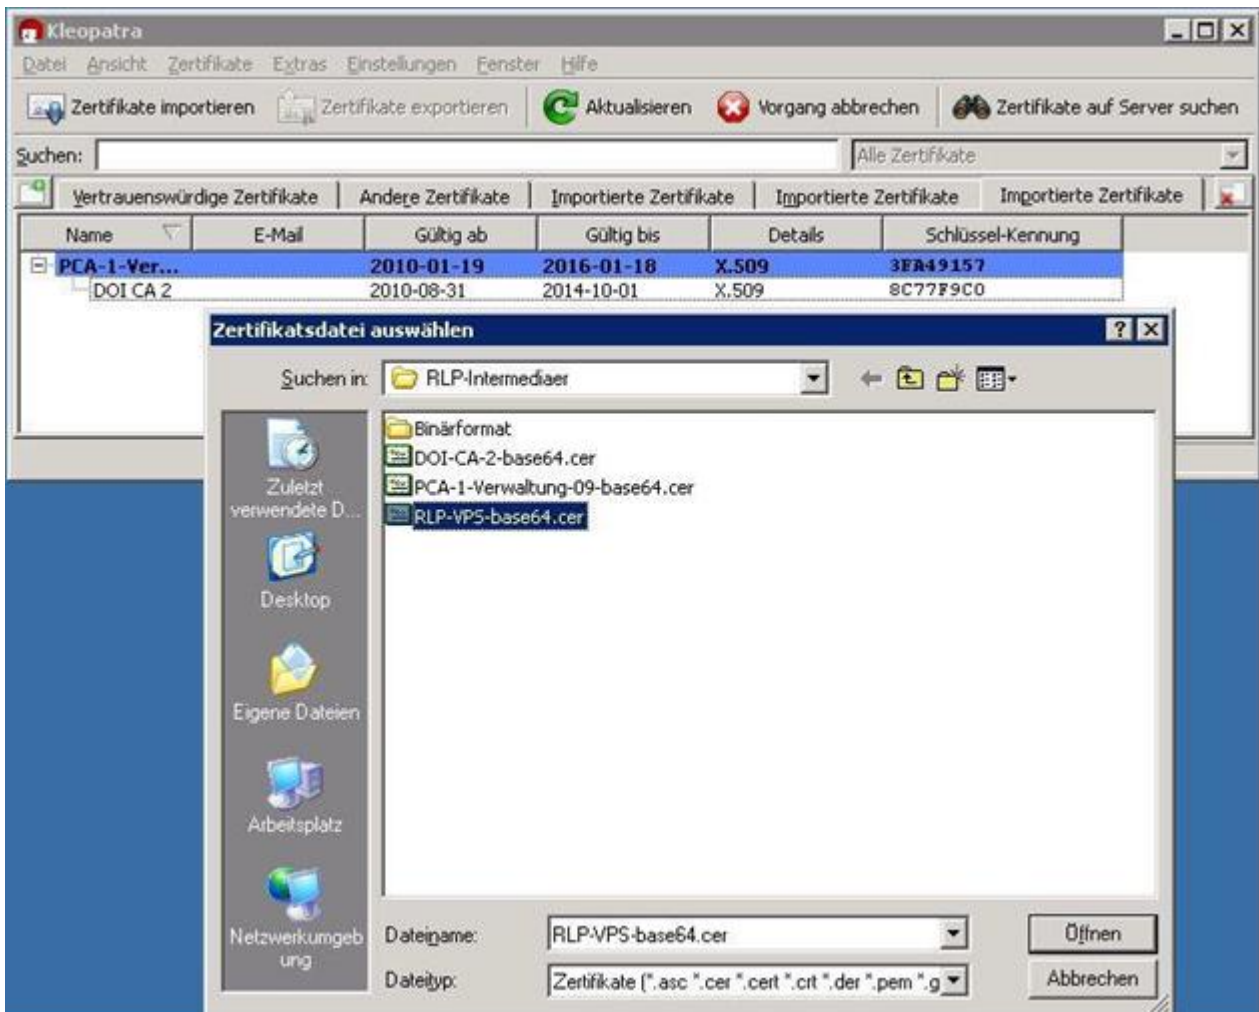 Kleopatra
Datei Ansicht Zertifikate Extras Einstellungen Fenster Hilfe
Zertifikate importieren Zertifikate exportieren Aktualisieren Vorgang abbrechen Zertifikate auf Server suchen
Suchen: Alle Zertifikate
Vertrauenswürdige Zertifikate Andere Zertifikate Importierte Zertifikate Importierte Zertifikate Importierte Zertifikate
Name E-Mail Gültig ab Gültig bis Details Schlüssel-Kennung
PCA-1-Ver... 2010-01-19 2016-01-18 X.509 3FA49157
DOI CA 2 2010-08-31 2014-10-01 X.509 8C77F9C0
Zertifikatsdatei auswählen
Suchen in: RLP-Intermediaer
Binärformat
DOI-CA-2-base64.cer
PCA-1-Verwaltung-09-base64.cer
RLP-VPS-base64.cer
Zuletzt
verwendete D...
Desktop
Eigene Dateien
Arbeitsplatz
Netzwerkumgeb
ung
Dateiname: RLP-VPS-base64.cer Öffnen
Dateityp: Zertifikate (*.asc *.cer *.cert *.crt *.der *.pem *.g Abbrechen